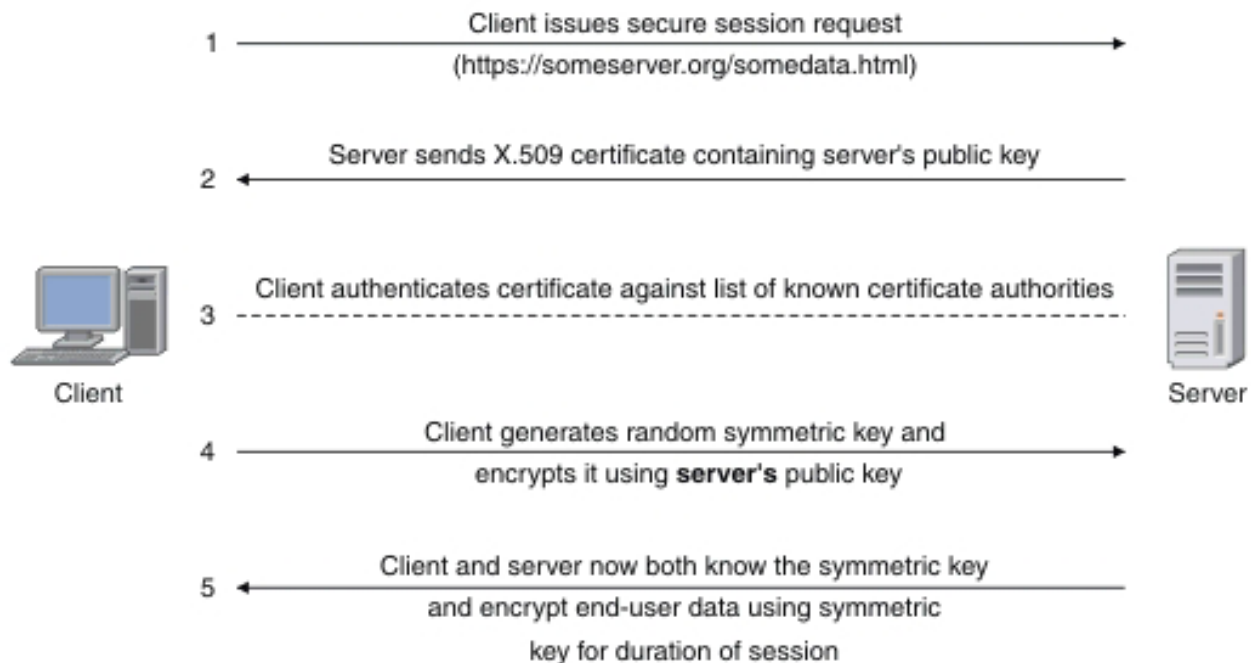 Client issues secure session request
1
(https://someserver.org/somedata.html)
Server sends X.509 certificate containing server's public key
2
Client authenticates certificate against list of known certificate authorities
3
Client
Server
Client generates random symmetric key and
4
encrypts it using server's public key
Client and server now both know the symmetric key
5
and encrypt end-user data using symmetric
key for duration of session